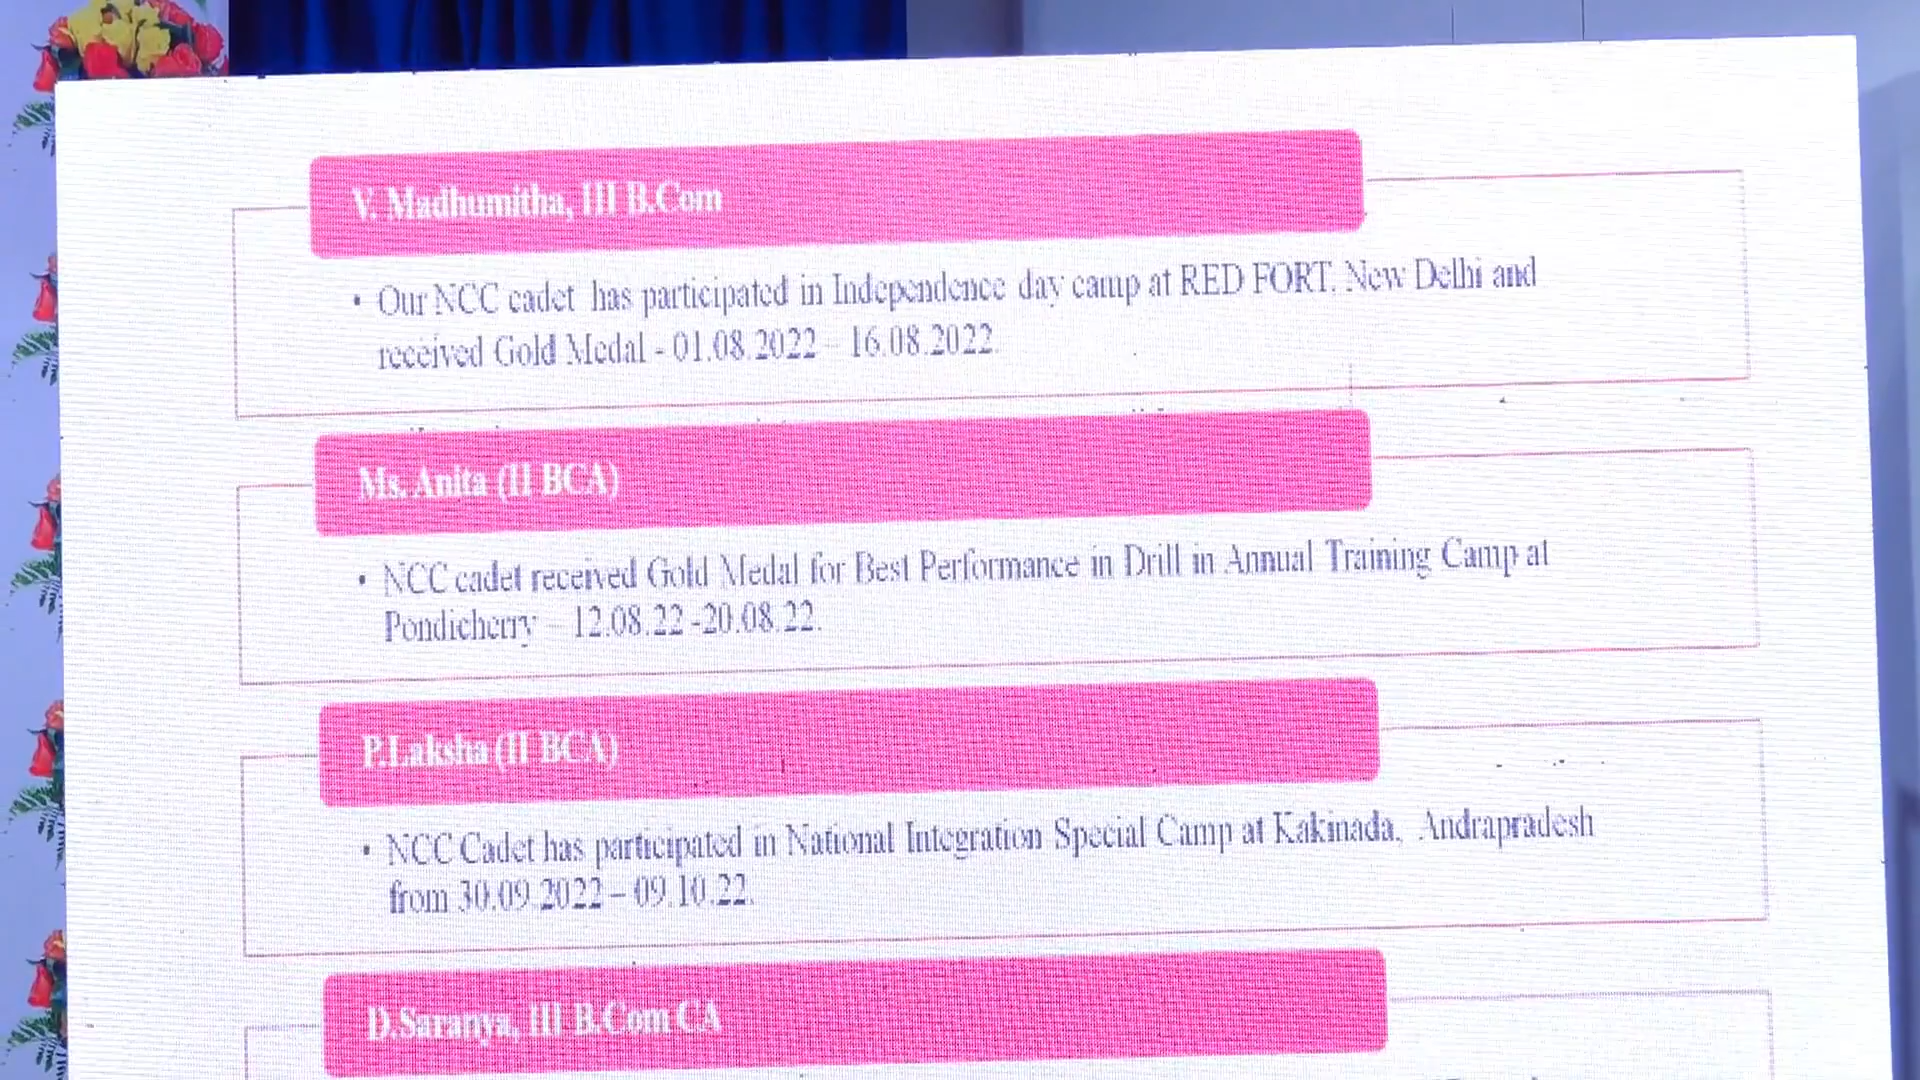 V. Madhumitha, III B.Com
• Our NCC cadet has participated in Independence day camp at RED FORT, New Delhi and
received Gold Medal - 01.08.2022 – 16.08.2022.
Ms. Anita (II BCA)
• NCC cadet received Gold Medal for Best Performance in Drill in Annual Training Camp at
Pondicherry – 12.08.22 -20.08.22.
P.Laksha (II BCA)
• NCC Cadet has participated in National Integration Special Camp at Kakinada, Andrapradesh
from 30.09.2022 – 09.10.22.
D.Saranya, III B.Com CA